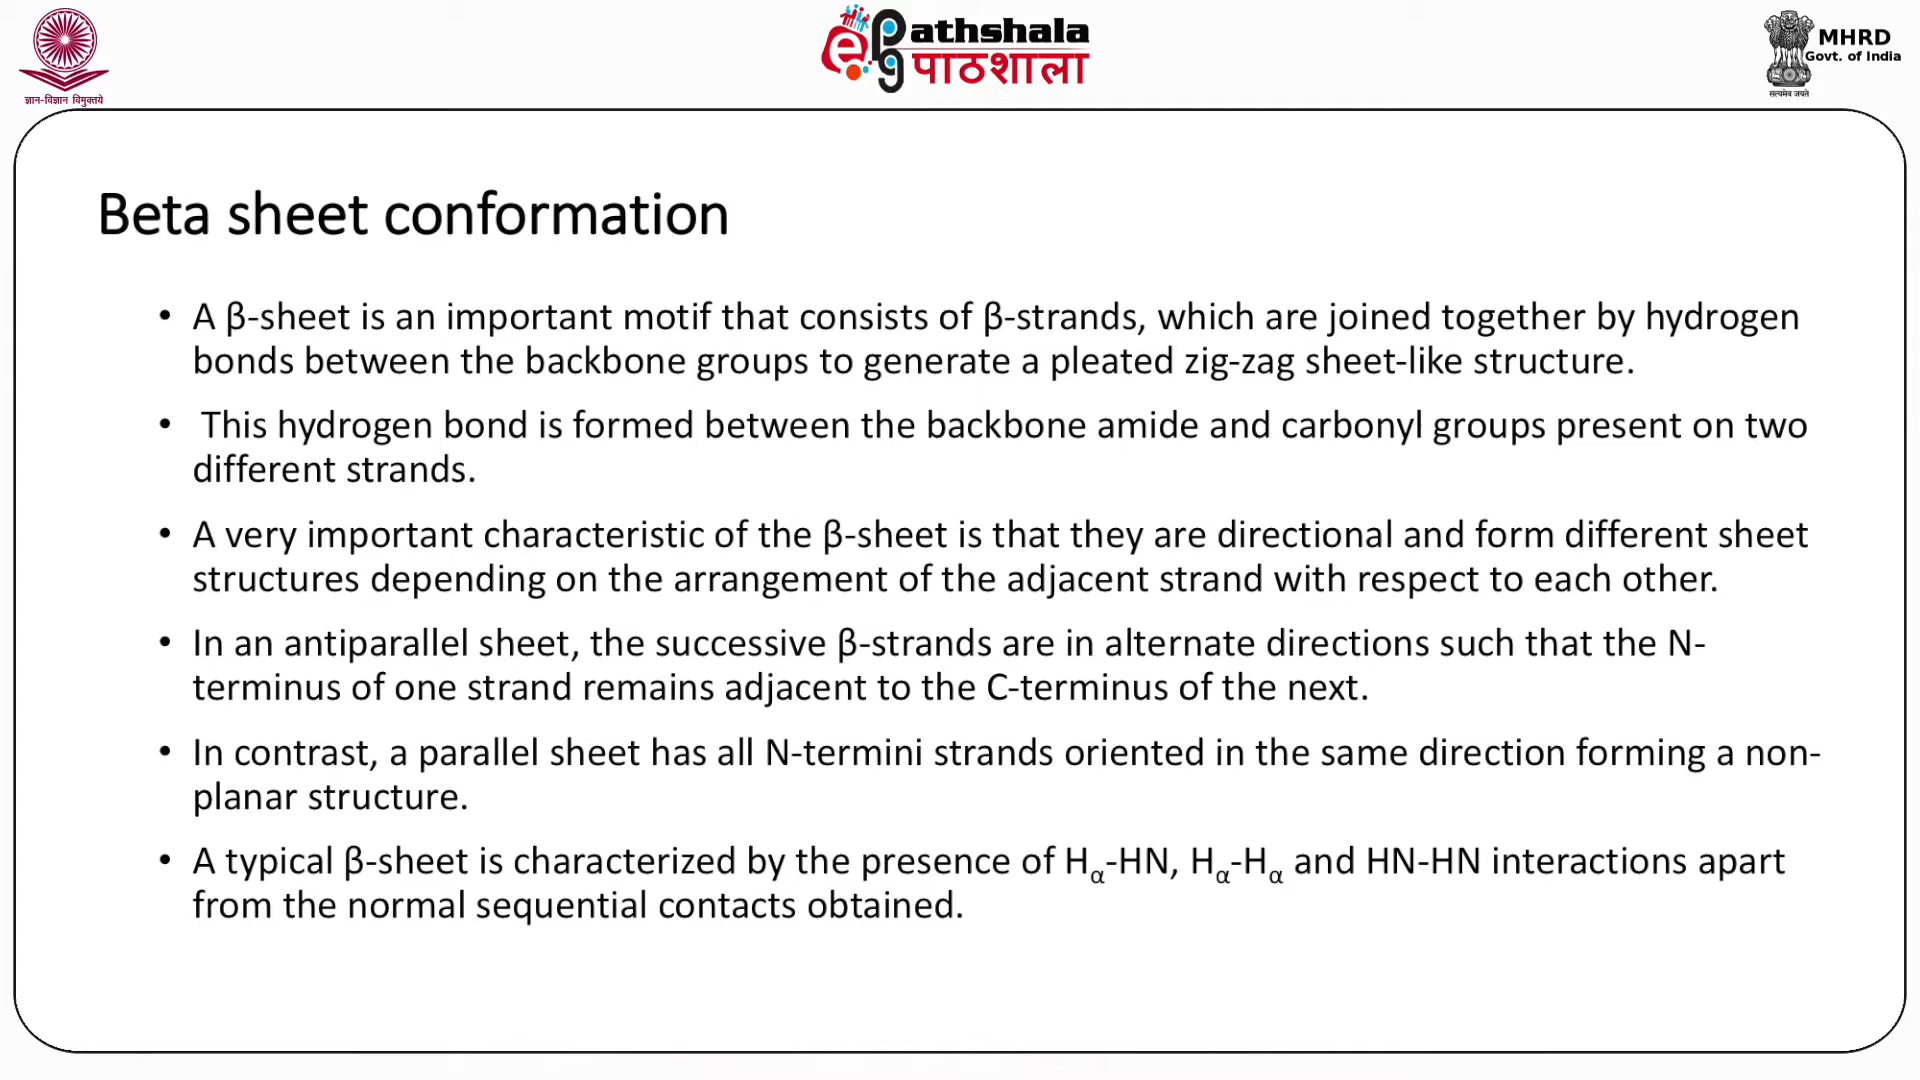 ज्ञान-विज्ञान विमुक्तये
e
pg
athshala
पाठशाला
MHRD
Govt. of India
सत्यमेव जयते
Beta sheet conformation
• A β-sheet is an important motif that consists of β-strands, which are joined together by hydrogen
bonds between the backbone groups to generate a pleated zig-zag sheet-like structure.
• This hydrogen bond is formed between the backbone amide and carbonyl groups present on two
different strands.
• A very important characteristic of the β-sheet is that they are directional and form different sheet
structures depending on the arrangement of the adjacent strand with respect to each other.
• In an antiparallel sheet, the successive β-strands are in alternate directions such that the N-
terminus of one strand remains adjacent to the C-terminus of the next.
• In contrast, a parallel sheet has all N-termini strands oriented in the same direction forming a non-
planar structure.
• A typical β-sheet is characterized by the presence of Hα-HN, Hα-Hα and HN-HN interactions apart
from the normal sequential contacts obtained.